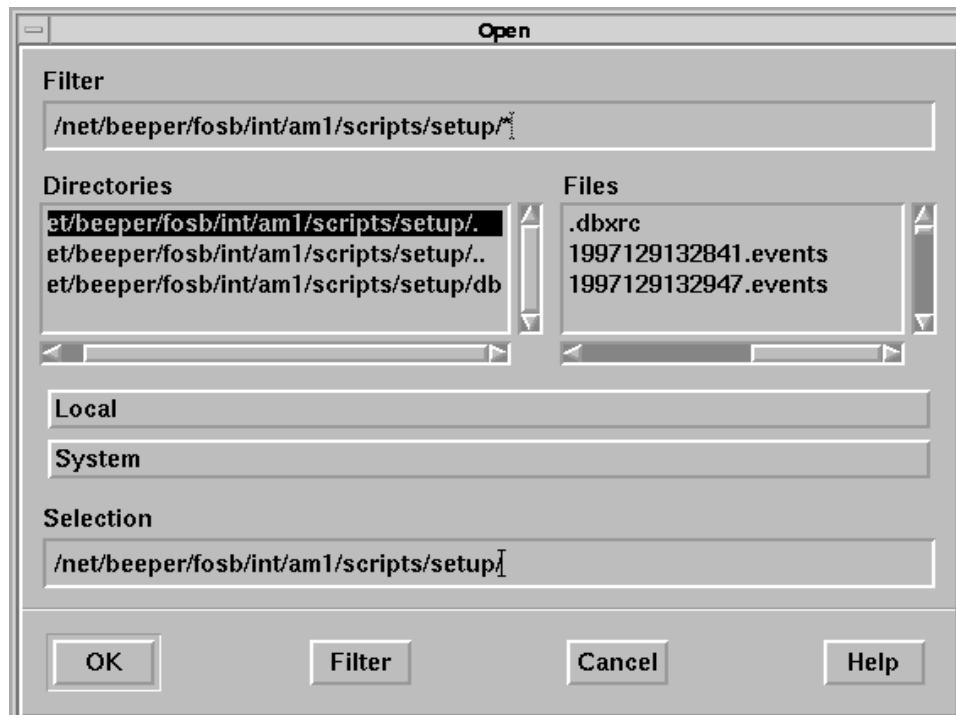 Open
Filter
/net/beeper/fosb/int/am1/scripts/setup/*
Directories
et/beeper/fosb/int/am1/scripts/setup/.
et/beeper/fosb/int/am1/scripts/setup/..
et/beeper/fosb/int/am1/scripts/setup/db
Files
.dbxrc
1997129132841.events
1997129132947.events
Local
System
Selection
/net/beeper/fosb/int/am1/scripts/setup/
OK
Filter
Cancel
Help